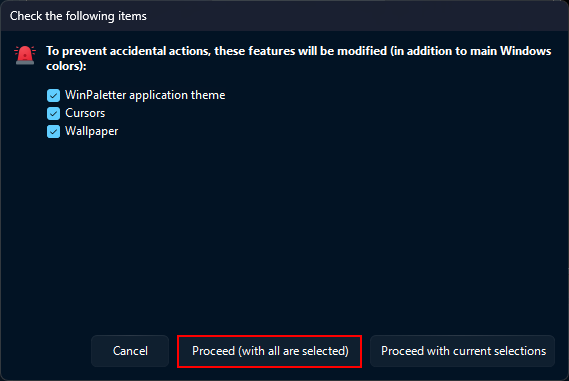 Check the following items
To prevent accidental actions, these features will be modified (in addition to main Windows
colors):
WinPaletter application theme
Cursors
Wallpaper
Cancel
Proceed (with all are selected)
Proceed with current selections